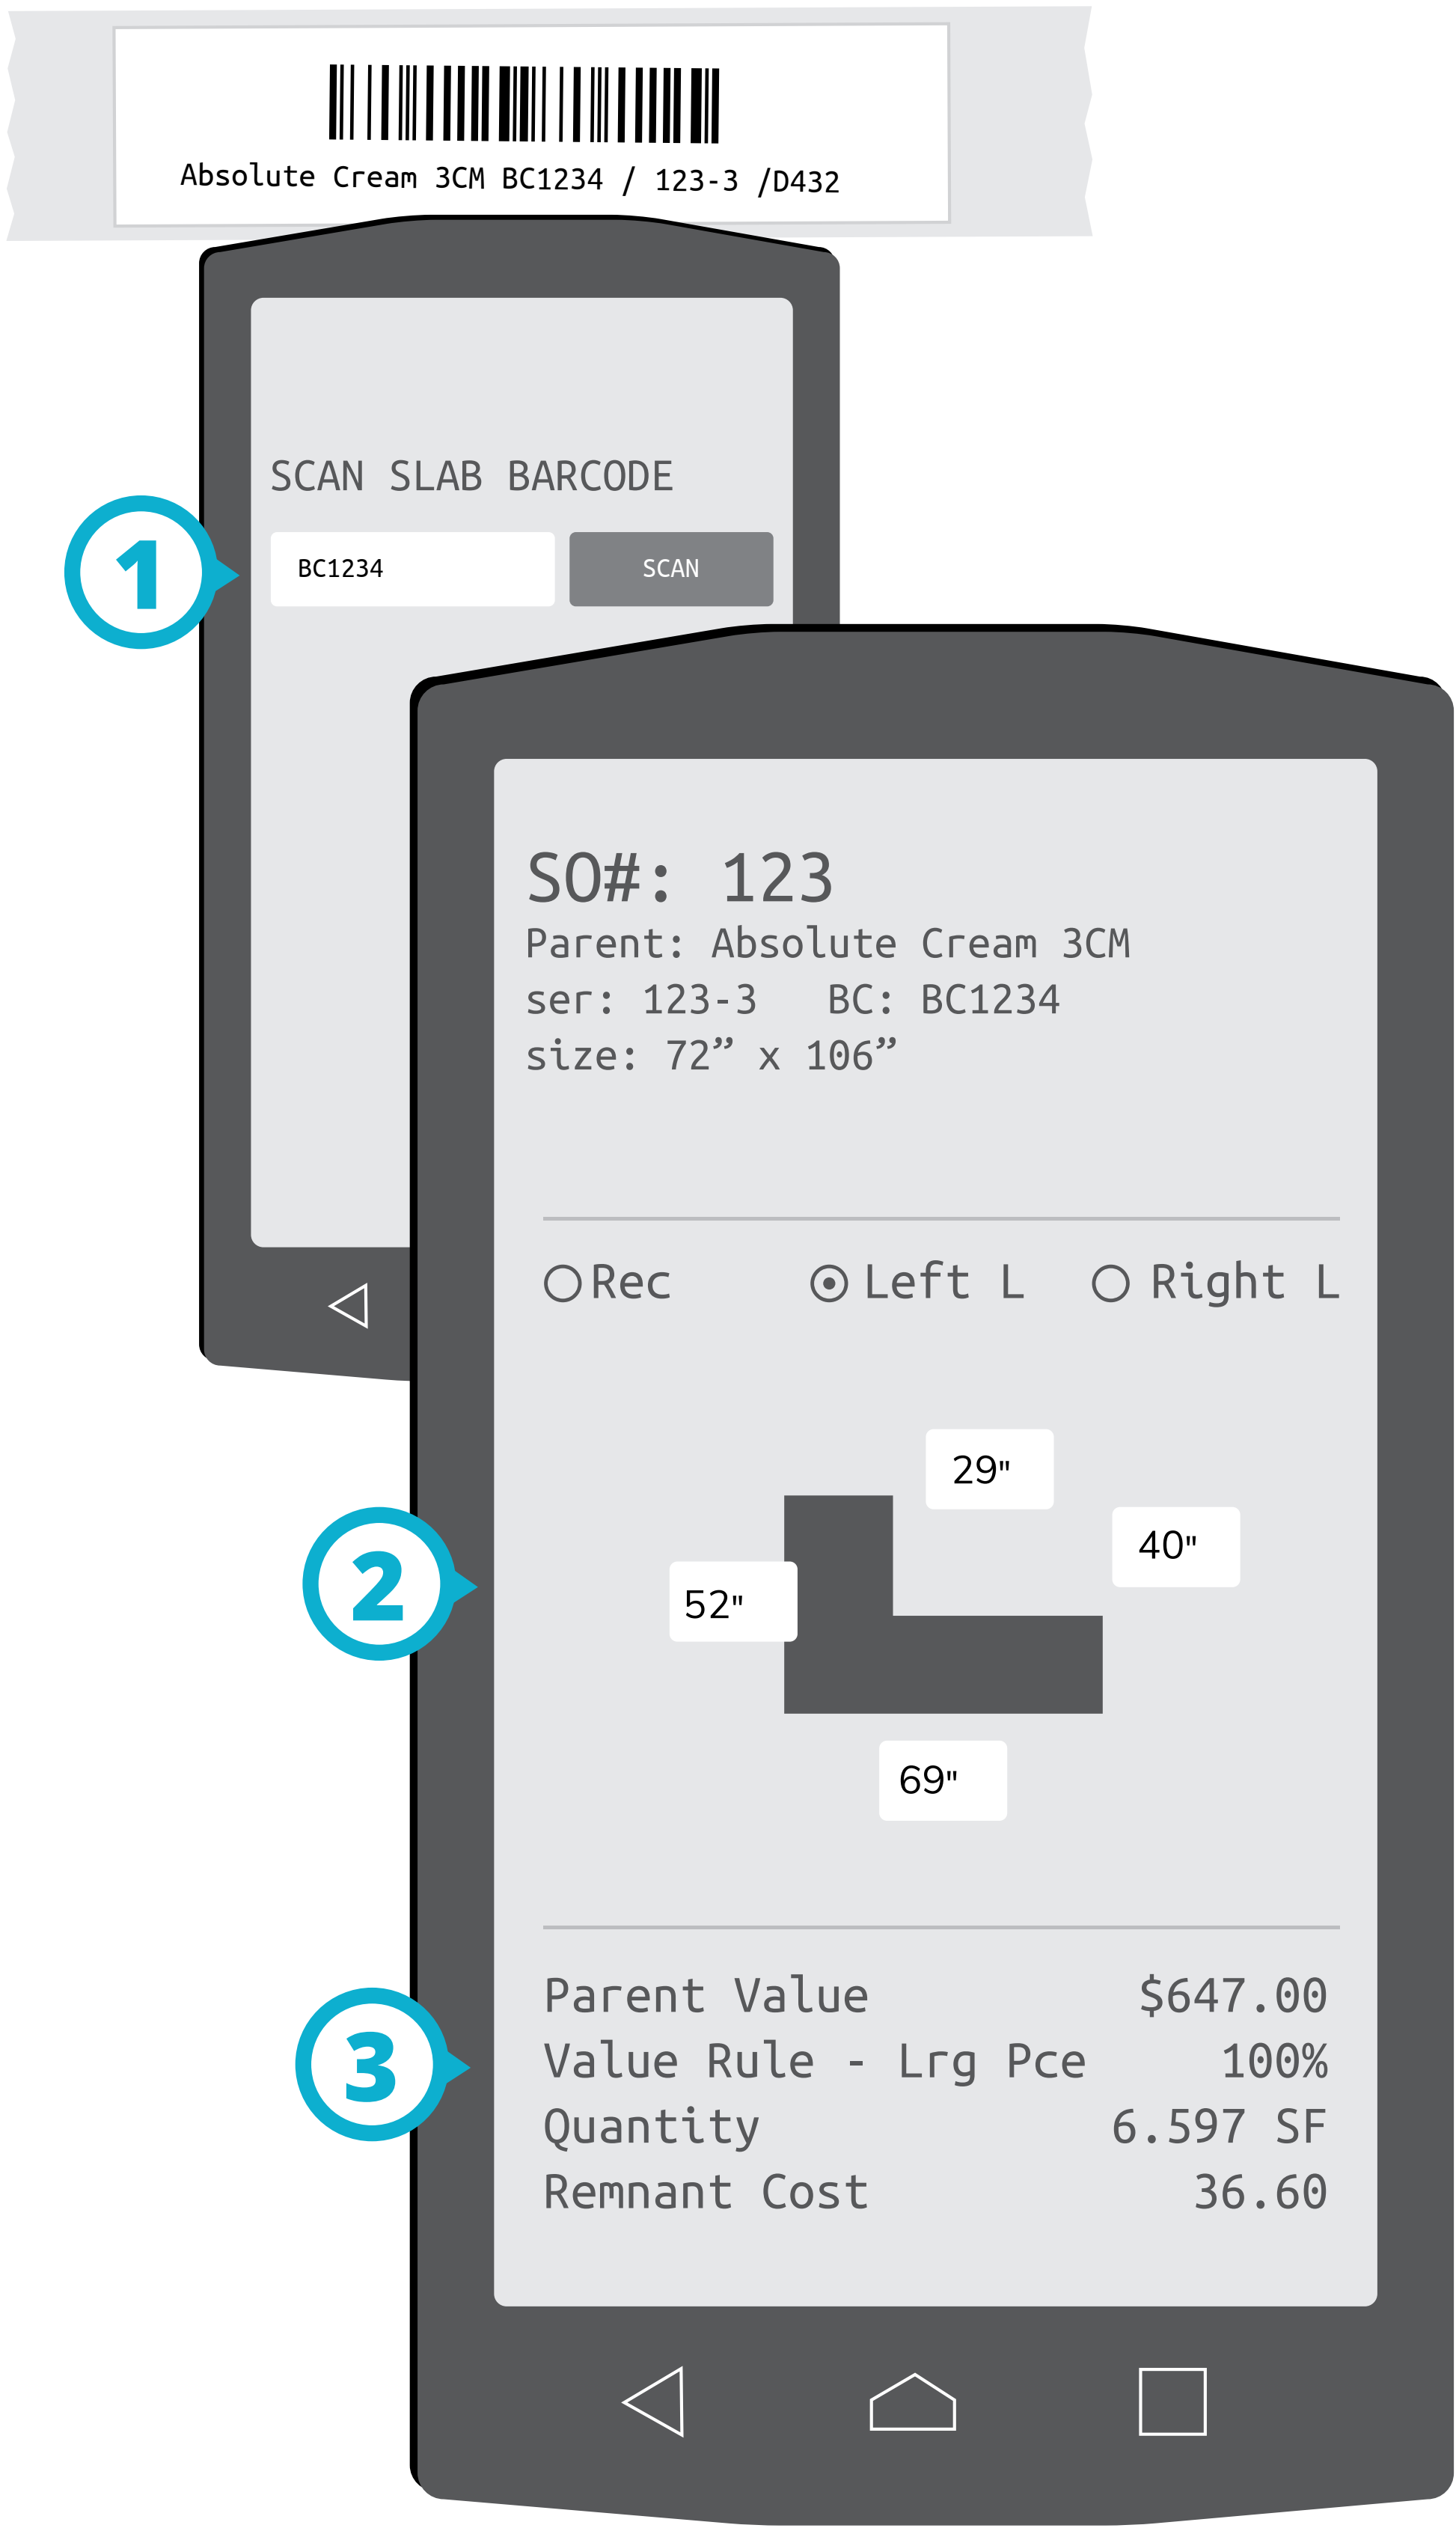 Absolute Cream 3CM BC1234 / 123-3 /D432
SCAN SLAB BARCODE
1
BC1234
SCAN
SO#: 123
Parent: Absolute Cream 3CM
ser: 123-3 BC: BC1234
size: 72” x 106”
Rec Left L Right L
29"
40"
2
52"
69"
Parent Value $647.00
3
Value Rule - Lrg Pce 100%
Quantity 6.597 SF
Remnant Cost 36.60